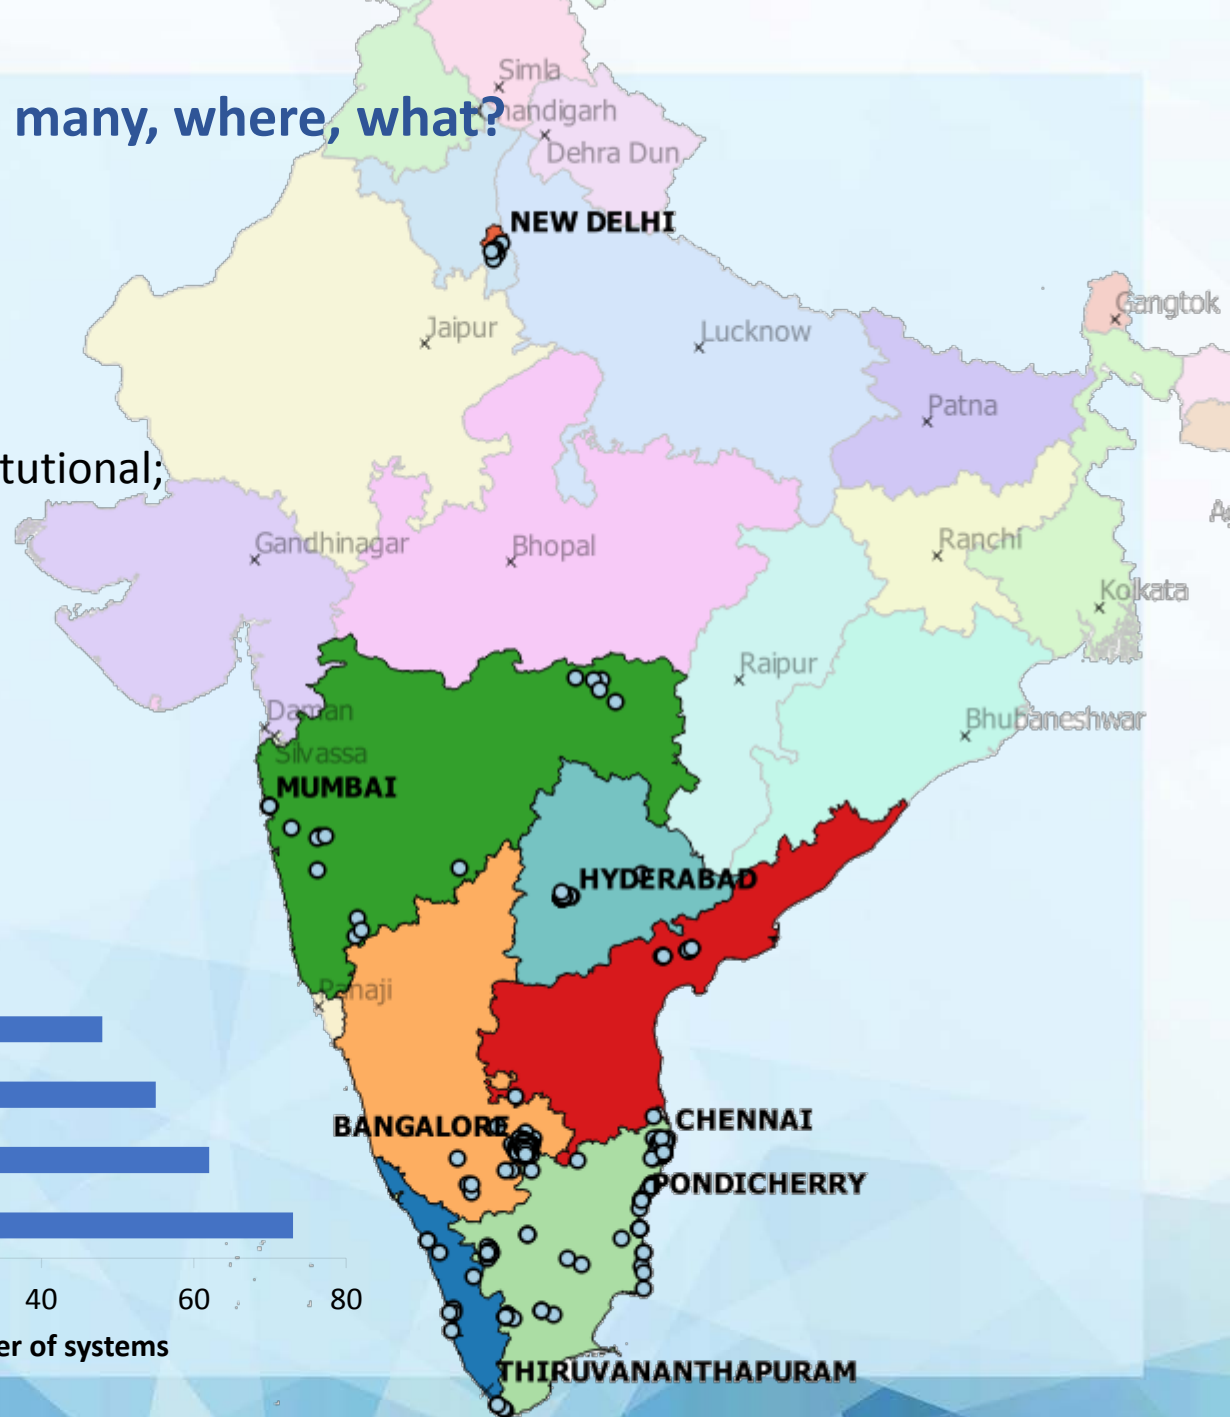 Simla
many, where, what?
Chandigarh
Dehra Dun
NEW DELHI
Gangtok
Jaipur
Lucknow
Patna
tutional;
Gandhinagar
Bhopal
Ranchi
Kolkata
Raipur
Daman
Bhubaneshwar
Silvassa
MUMBAI
HYDERABAD
Panaji
BANGALORE
CHENNAI
PONDICHERRY
40 60 80
er of systems
THIRUVANANTHAPURAM